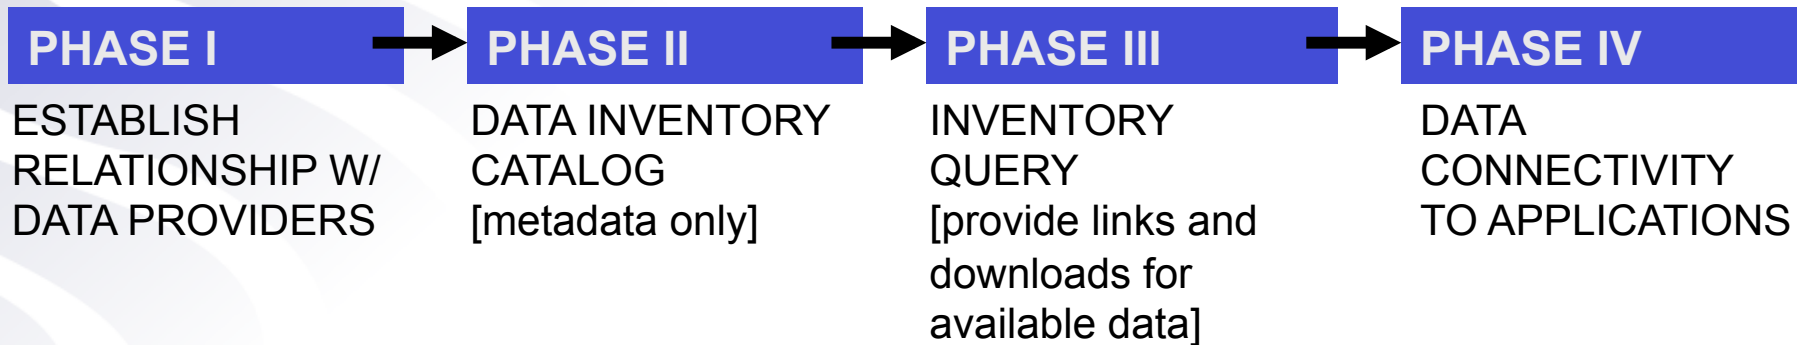 PHASE I
ESTABLISH
RELATIONSHIP W/
DATA PROVIDERS
PHASE II
DATA INVENTORY
CATALOG
[metadata only]
PHASE III
INVENTORY
QUERY
[provide links and
downloads for
available data]
PHASE IV
DATA
CONNECTIVITY
TO APPLICATIONS